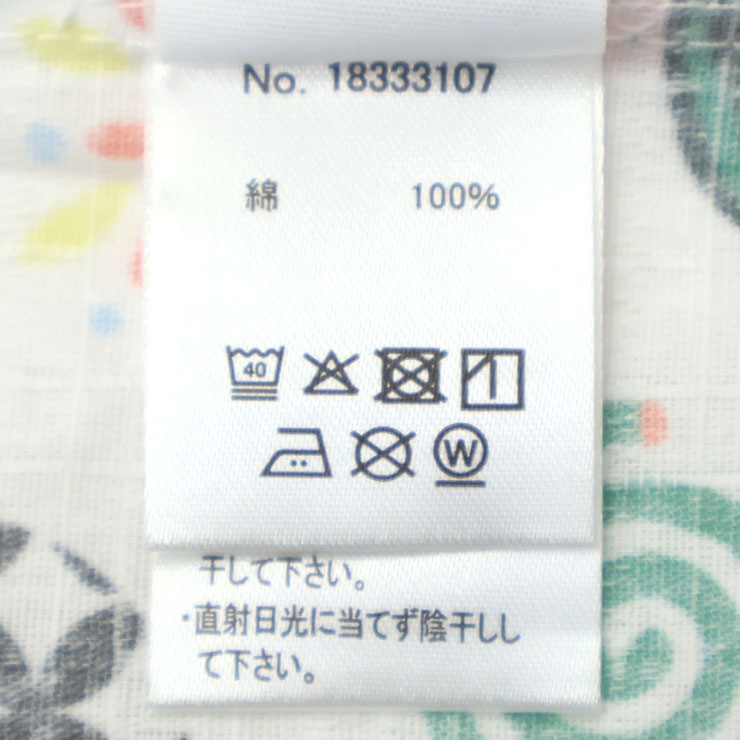 No. 18333107
綿 100%
40
W
干して下さい。
・直射日光に当てず陰干しし
て下さい。